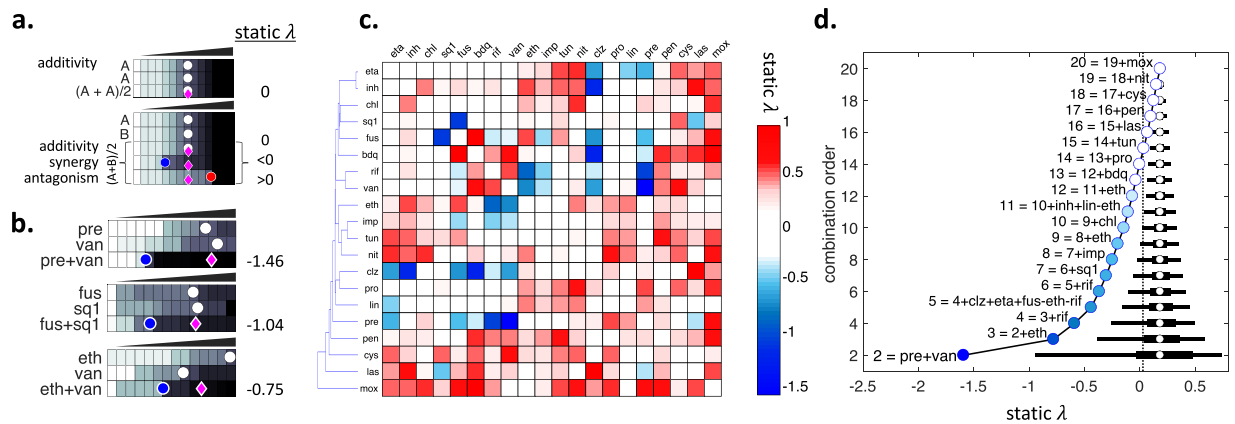 a.
static λ
additivity
A
A
(A + A)/2
0
A
B
additivity
synergy
antagonism
(A+B)/2
0
<0
>0
b.
pre
van
pre+van
-1.46
fus
sq1
fus+sq1
-1.04
eth
van
eth+van
-0.75
c.
eta inh chl sq1 fus bdq rif van eth imp tun nit clz pro lin pre pen cys las mox
eta
inh
chl
sq1
fus
bdq
rif
van
eth
imp
tun
nit
clz
pro
lin
pre
pen
cys
las
mox
static λ
1
0.5
0
-0.5
-1
-1.5
d.
combination order
20
18
16
14
12
10
8
6
4
2
20 = 19+mox
19 = 18+nit
18 = 17+cys
17 = 16+pen
16 = 15+las
15 = 14+tun
14 = 13+pro
13 = 12+bdq
12 = 11+eth
11 = 10+inh+lin-eth
10 = 9+chl
9 = 8+eth
8 = 7+imp
7 = 6+sq1
6 = 5+rif
5 = 4+clz+eta+fus-eth-rif
4 = 3+rif
3 = 2+eth
2 = pre+van
-2.5 -2 -1.5 -1 -0.5 0 0.5
static λ